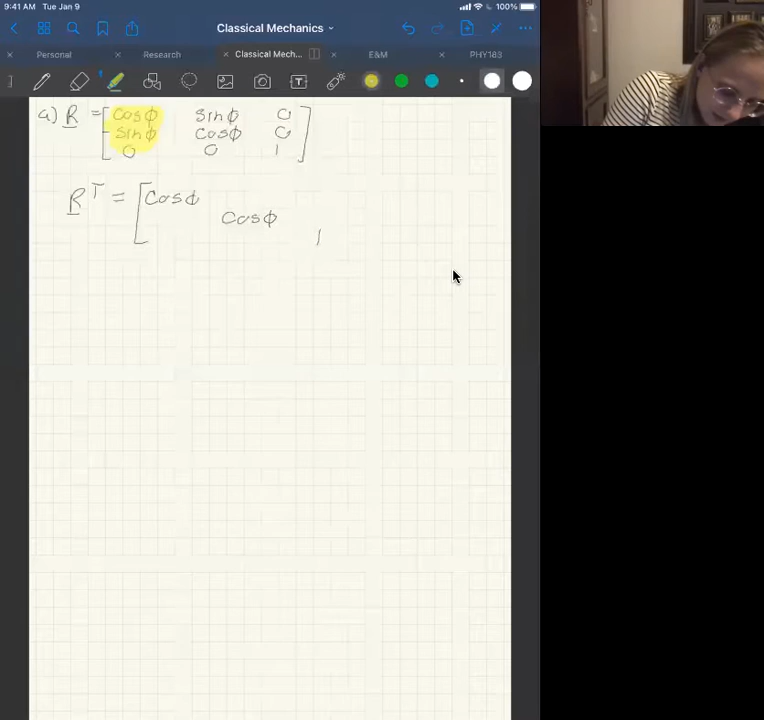 9:41 AM Tue Jan 9 100%
Classical Mechanics
Personal Research Classical Mech... E&M PHY183
a) R = [cosϕ sinϕ 0
-sinϕ cosϕ 0
0 0 1]
R^T = [cosϕ
cosϕ
1